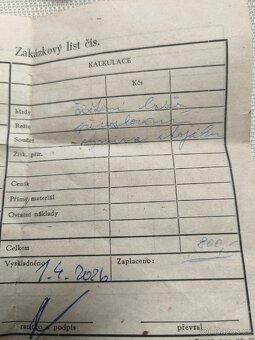 Zakázkový list čís.
KALKULACE
Kčs
Mzdy
Režie
Součet
Zisk. přir.
Ceník
Přímý materiál
Ostatní náklady
Celkem 800,-
Vyskladněno: Zaplaceno:
1.4.2026
razítko a podpis převzal